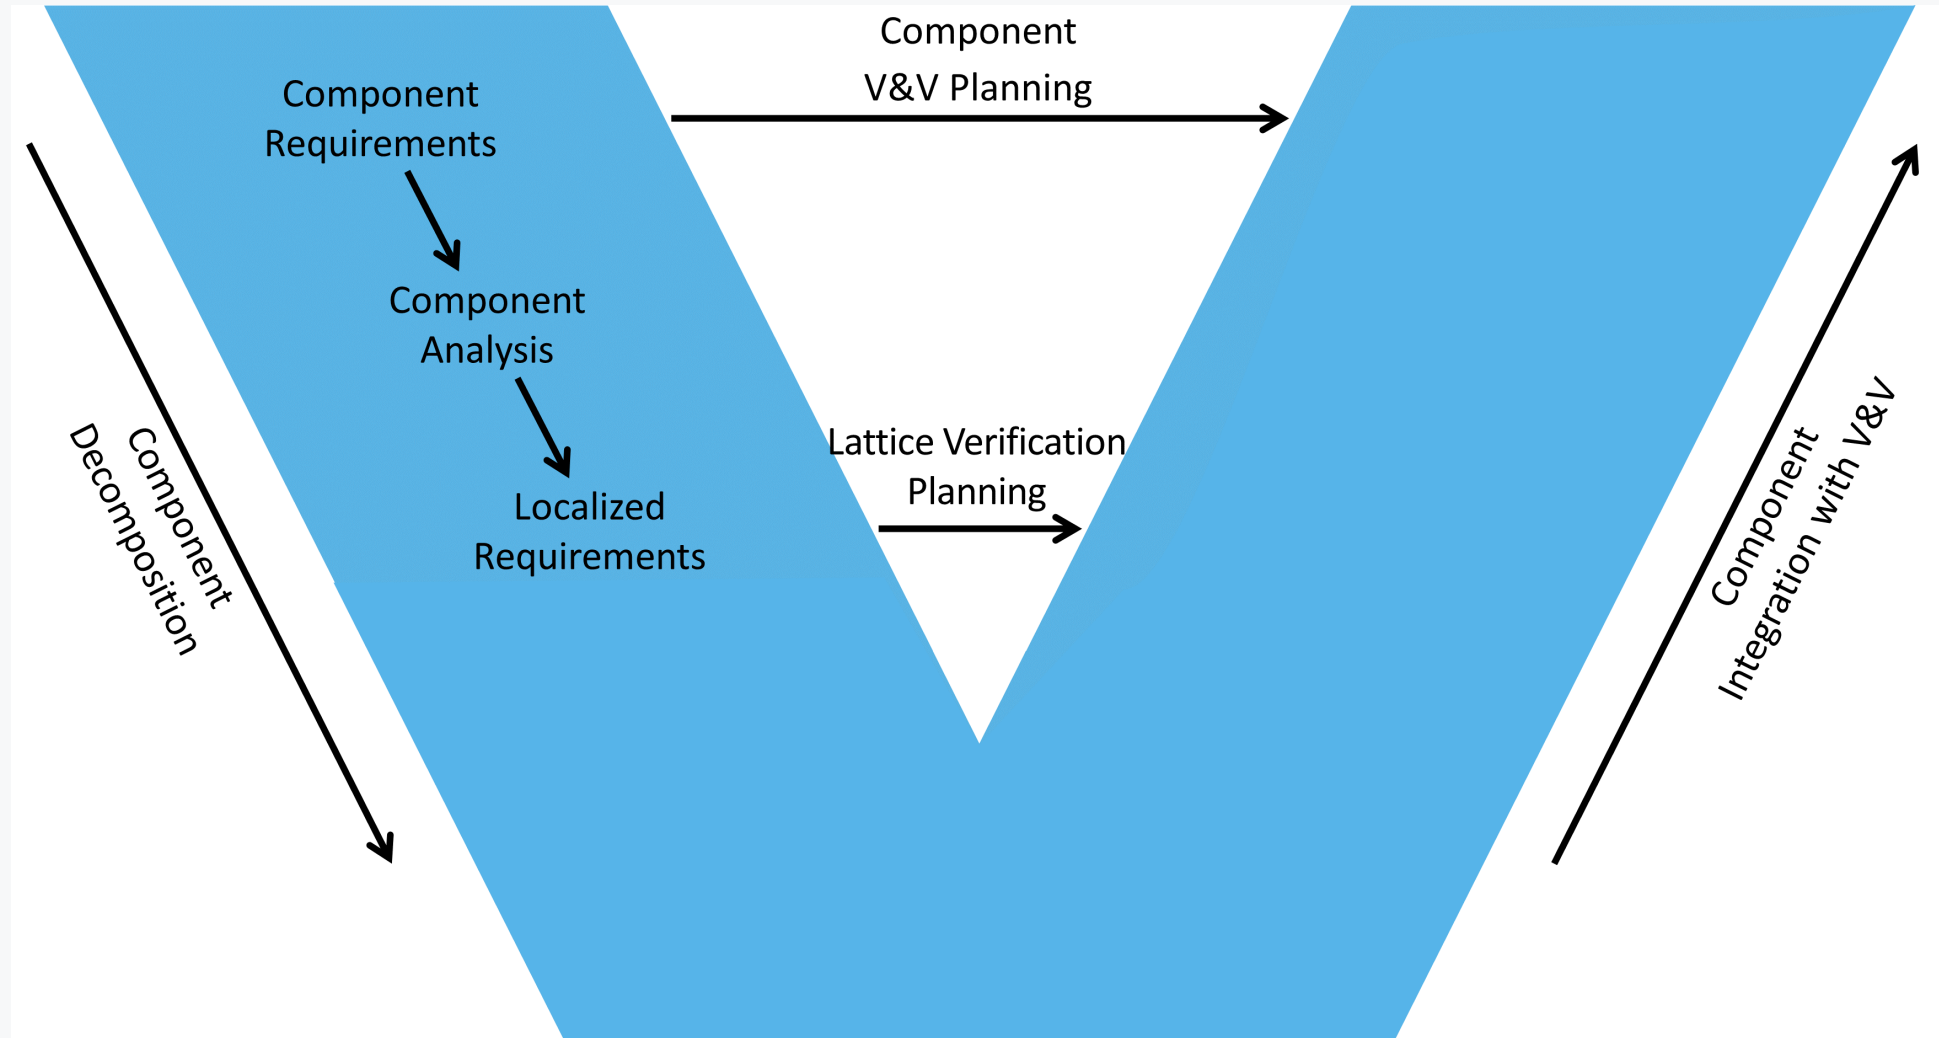 Component
V&V Planning
Component
Requirements
Component
Analysis
Localized
Requirements
Lattice Verification
Planning
Component
Decomposition
Component
Integration with V&V